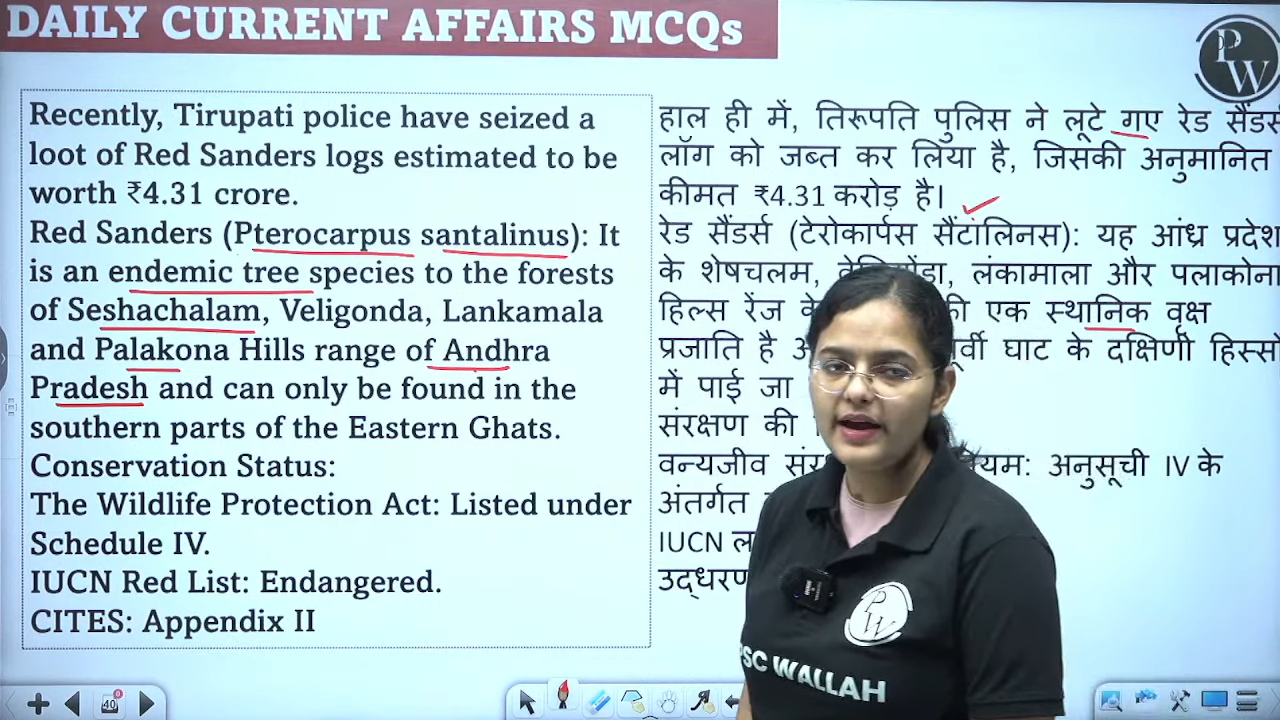 DAILY CURRENT AFFAIRS MCQs
PW
Recently, Tirupati police have seized a
loot of Red Sanders logs estimated to be
worth ₹4.31 crore.
Red Sanders (Pterocarpus santalinus): It
is an endemic tree species to the forests
of Seshachalam, Veligonda, Lankamala
and Palakona Hills range of Andhra
Pradesh and can only be found in the
southern parts of the Eastern Ghats.
Conservation Status:
The Wildlife Protection Act: Listed under
Schedule IV.
IUCN Red List: Endangered.
CITES: Appendix II
हाल ही में, तिरूपति पुलिस ने लूटे गए रेड सैंडर्स
लॉग को जब्त कर लिया है, जिसकी अनुमानित
कीमत ₹4.31 करोड़ है।
रेड सैंडर्स (टेरोकार्पस सैंटांलिनस): यह आंध्र प्रदेश
के शेषचलम, लंकामाला और पलाकोना
हिल्स रेंज की एक स्थानिक वृक्ष
प्रजाति है घाट के दक्षिणी हिस्सों
में पाई जा
संरक्षण की
वन्यजीव अनुसूची IV के
अंतर्गत
IUCN
40
PW
PSC WALLAH